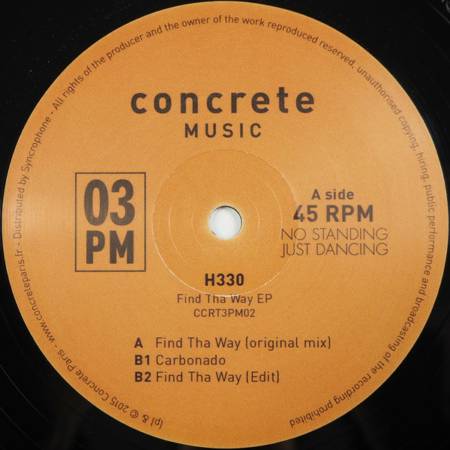 concrete
MUSIC
03
PM
A side
45 RPM
NO STANDING
JUST DANCING
H330
Find Tha Way EP
CCRT3PM02
A Find Tha Way (original mix)
B1 Carbonado
B2 Find Tha Way (Edit)
(p) & © 2015 Concrete Paris - www.concreteparis.fr - Distributed by Syncrophone - All rights of the producer and the owner of the work reproduced reserved, unauthorised copying, hiring, public performance and broadcasting of the recording prohibited